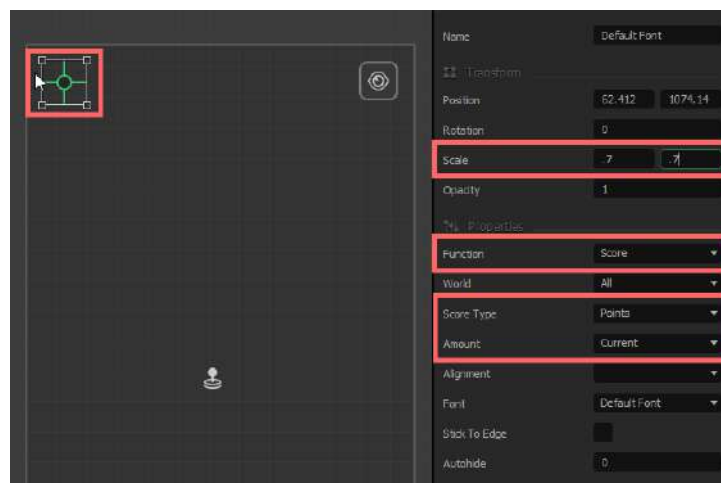 Name Default Font
Transform
Position 62.412 1074.14
Rotation 0
Scale .7 .7
Opacity 1
Properties
Function Score
World All
Score Type Points
Amount Current
Alignment
Font Default Font
Stick To Edge
Autohide 0